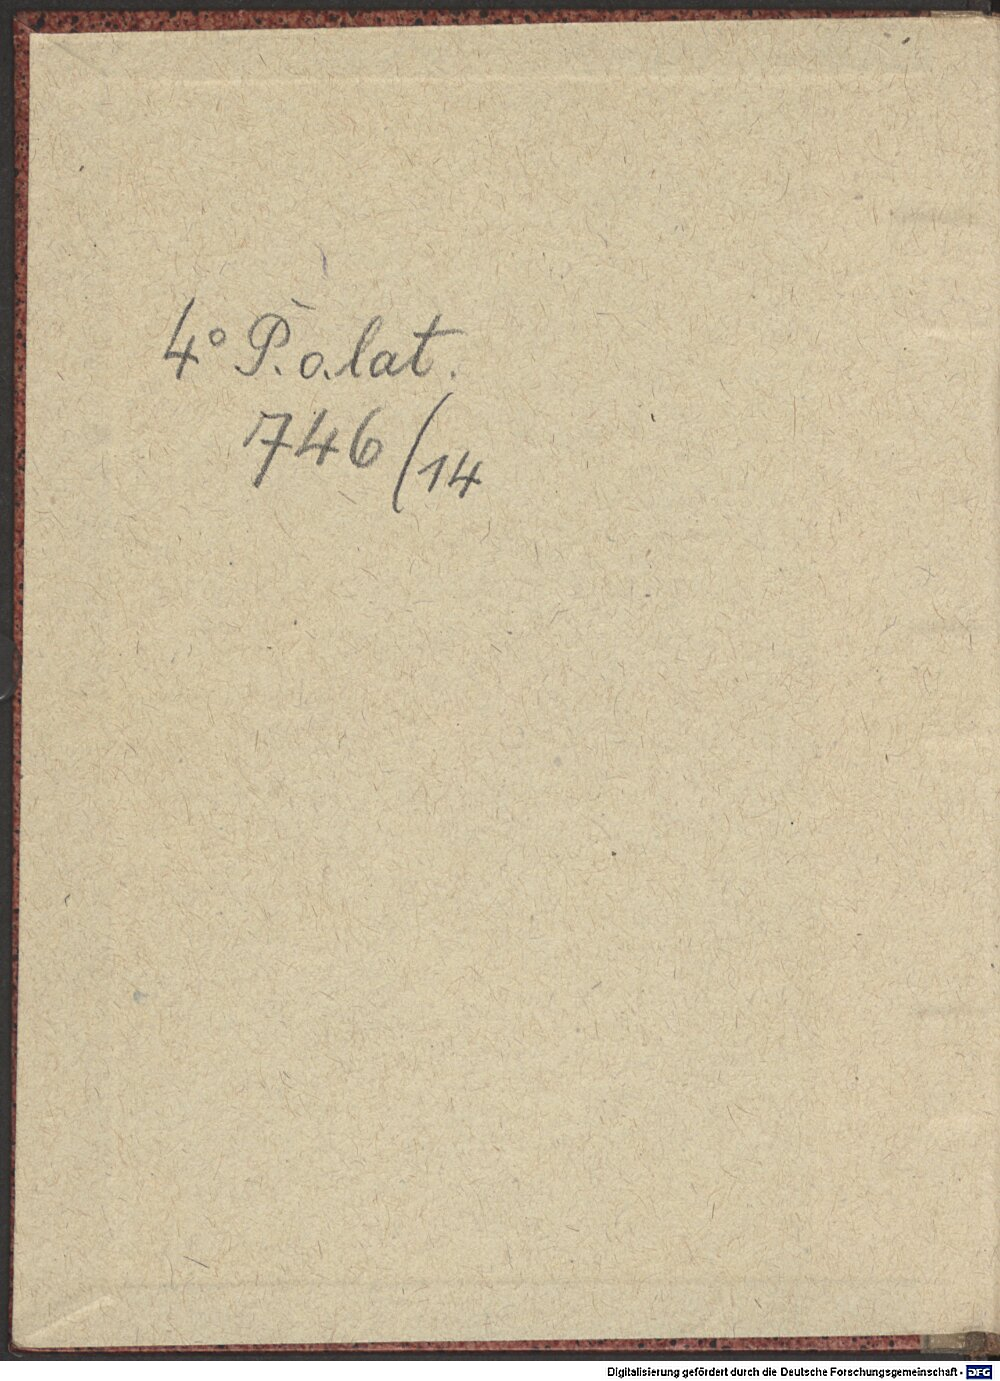 4° P.o.lat.
746 (14
Digitalisierung gefördert durch die Deutsche Forschungsgemeinschaft - DFG